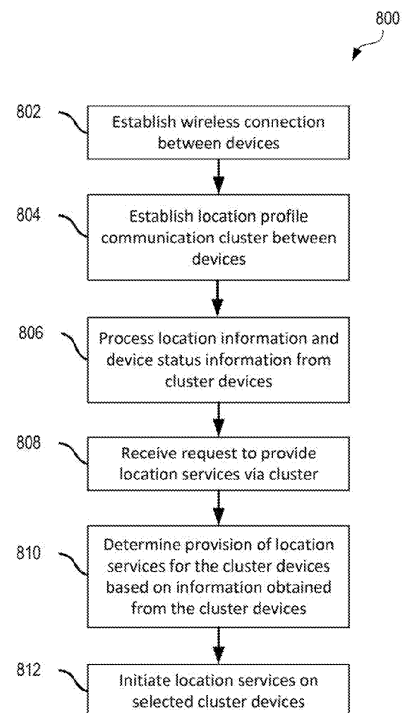 800
802
Establish wireless connection
between devices
804
Establish location profile
communication cluster between
devices
806
Process location information and
device status information from
cluster devices
808
Receive request to provide
location services via cluster
810
Determine provision of location
services for the cluster devices
based on information obtained
from the cluster devices
812
Initiate location services on
selected cluster devices